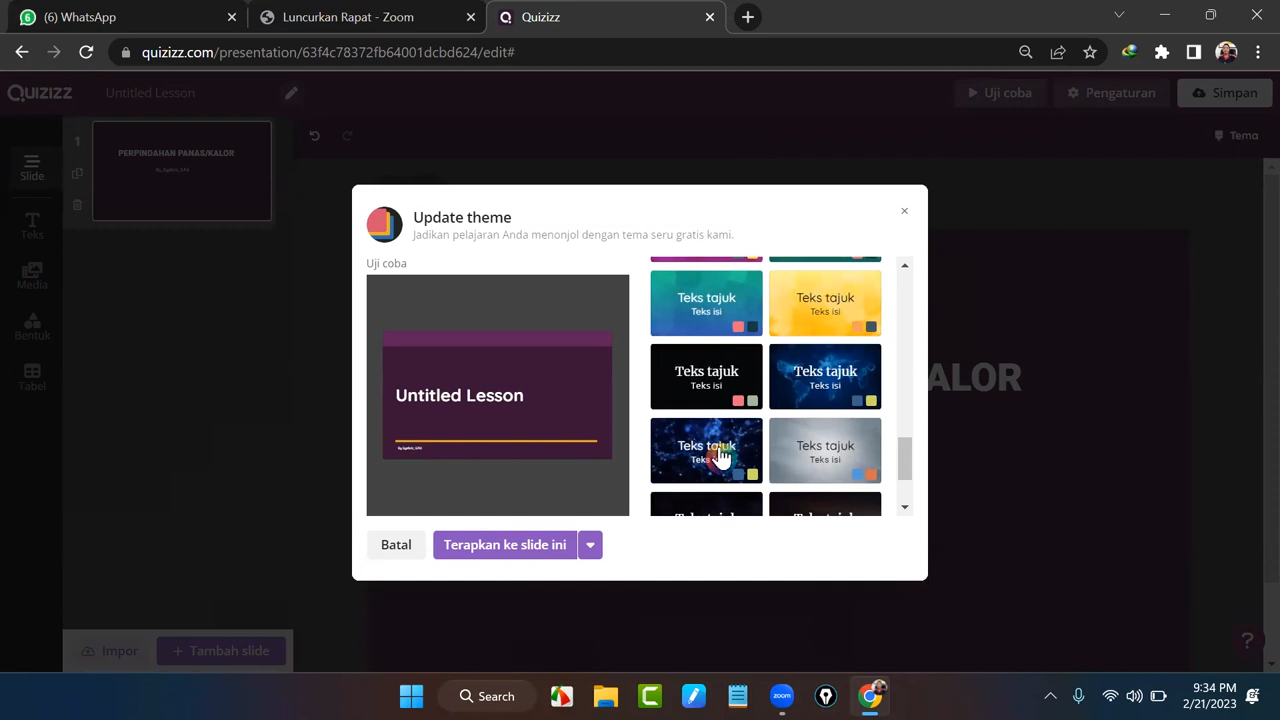 (4) WhatsApp
Luncurkan Rapat - Zoom
Quizizz
quizizz.com/presentation/63f4c78372fb64001dcbd624/edit#
Quizizz
Untitled Lesson
Uji coba
Pengaturan
Simpan
Tema
1
PERPINDAHAN PANAS/KALOR
Slide
Teks
Media
Bentuk
Tabel
Update theme
Jadikan pelajaran Anda menonjol dengan tema seru gratis kami.
Uji coba
Untitled Lesson
Teks tajuk
Teks isi
Teks tajuk
Teks isi
Teks tajuk
Teks isi
Teks tajuk
Teks isi
Teks tajuk
Teks
Teks tajuk
Teks isi
ALOR
Batal
Terapkan ke slide ini
Impor
+ Tambah slide
?
Search
zoom
9:34 PM
2/21/2023